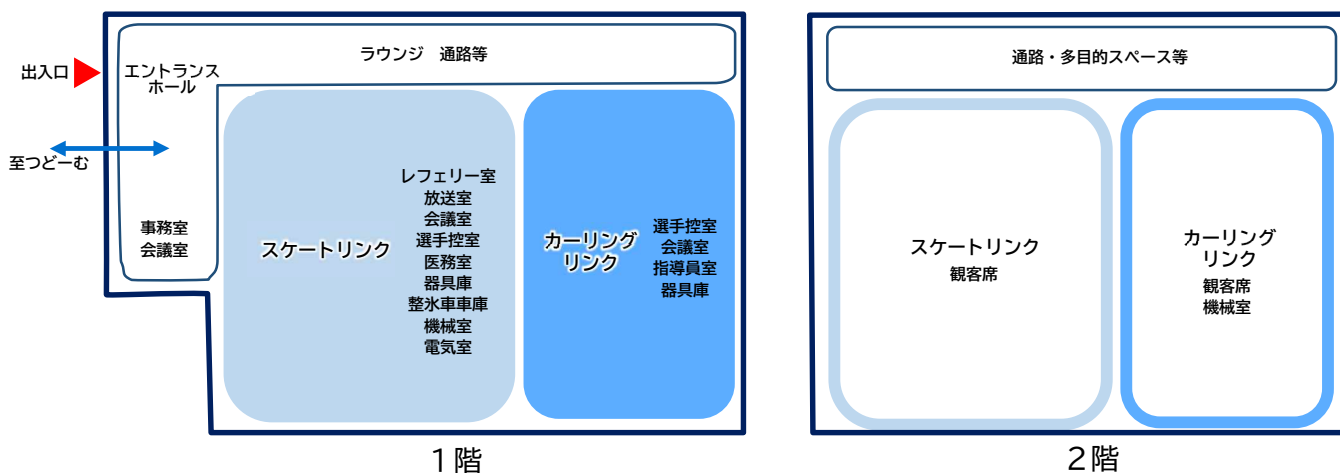 ラウンジ　通路等
出入口
エントランス
ホール
至つどーむ
事務室
会議室
スケートリンク
レフェリー室
放送室
会議室
選手控室
医務室
器具庫
整氷車車庫
機械室
電気室
カーリング
リンク
選手控室
会議室
指導員室
器具庫
1階
通路・多目的スペース等
スケートリンク
観客席
カーリング
リンク
観客席
機械室
2階